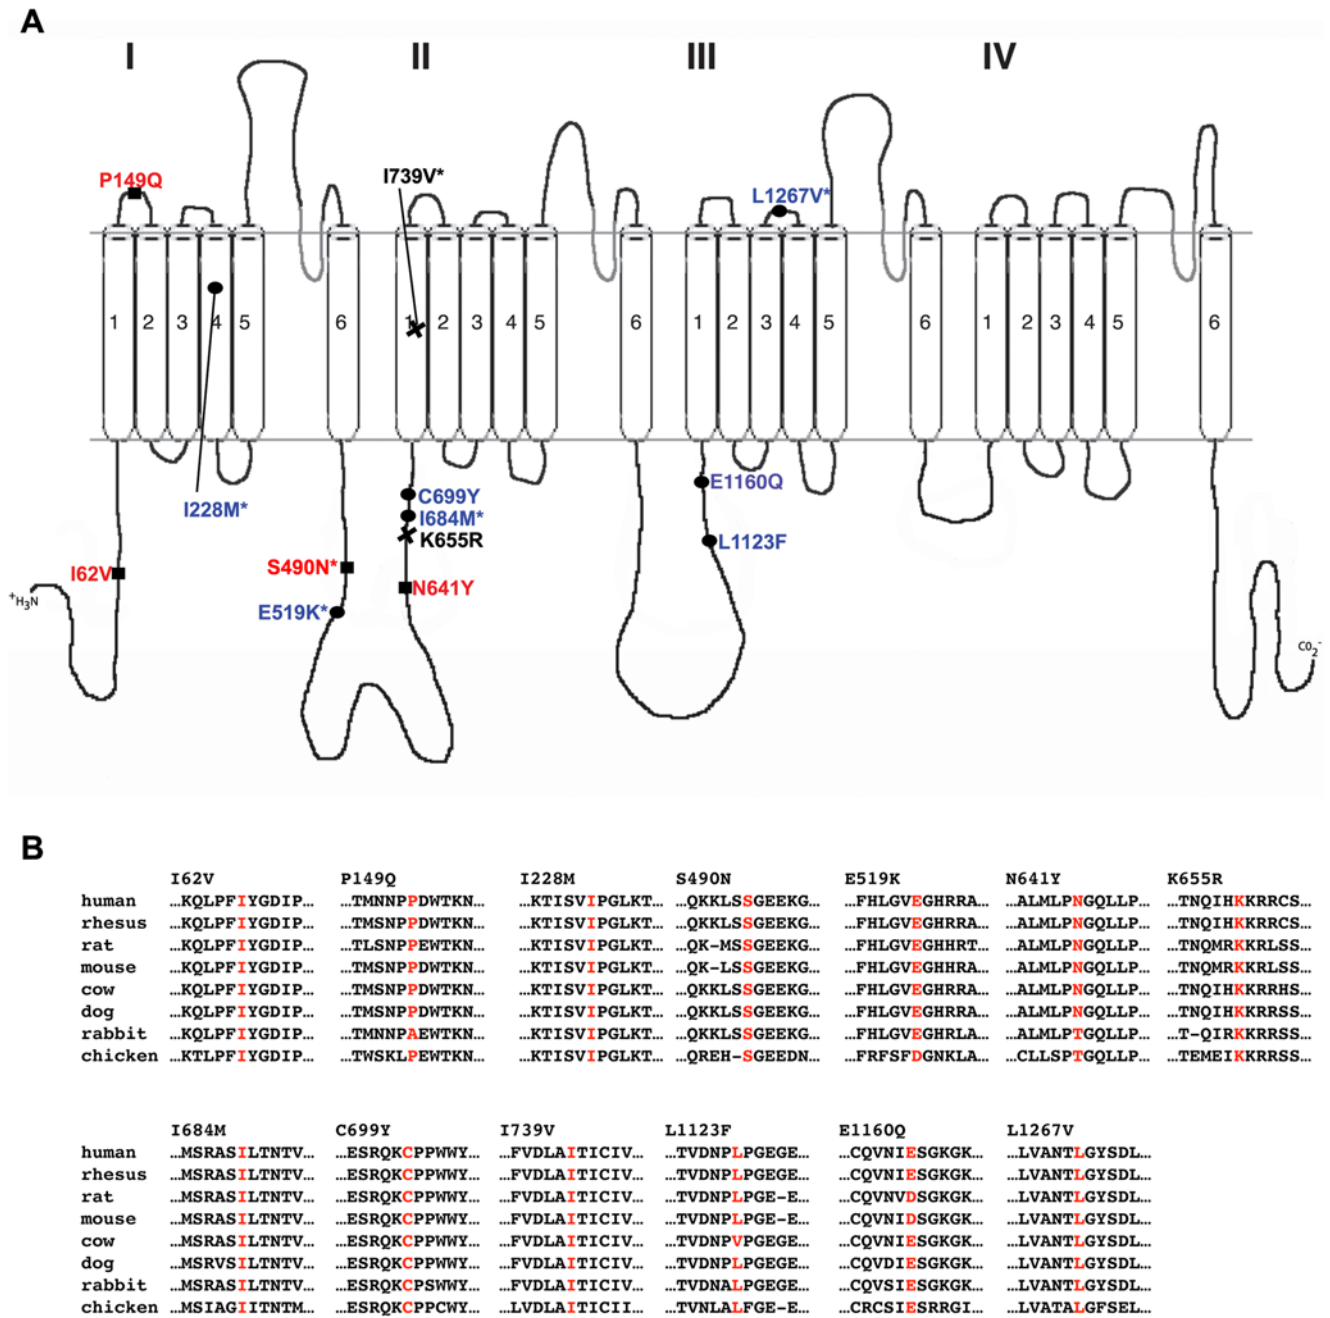 A
I II III IV
P149Q
I739V*
L1267V*
1 2 3 4 5 6 1 2 3 4 5 6 1 2 3 4 5 6 1 2 3 4 5 6
I228M*
C699Y
I684M*
K655R
E1160Q
L1123F
I62V
S490N*
N641Y
E519K*
+H3N
CO2-
B
I62V P149Q I228M S490N E519K N641Y K655R
human …KQLPFIYGDIP… …TMNNPPDWTKN… …KTISVIPGLKT… …QKKLSSGEEKG… …FHLGVEGHRRA… …ALMLPNGQLLP… …TNQIHKKRRCS…
rhesus …KQLPFIYGDIP… …TMSNPPDWTKN… …KTISVIPGLKT… …QKKLSSGEEKG… …FHLGVEGHRRA… …ALMLPNGQLLP… …TNQIHKKRRCS…
rat …KQLPFIYGDIP… …TLSNPPEWTKN… …KTISVIPGLKT… …QK-MSSGEEKG… …FHLGVEGHHRT… …ALMLPNGQLLP… …TNQMRKKRLSS…
mouse …KQLPFIYGDIP… …TMSNPPDWTKN… …KTISVIPGLKT… …QK-LSSGEEKG… …FHLGVEGHHRA… …ALMLPNGQLLP… …TNQMRKKRLSS…
cow …KQLPFIYGDIP… …TMSNPPDWTKN… …KTISVIPGLKT… …QKKLSSGEEKG… …FHLGVEGHRRA… …ALMLPNGQLLP… …TNQIHKKRRHS…
dog …KQLPFIYGDIP… …TMSNPPDWTKN… …KTISVIPGLKT… …QKKLSSGEEKG… …FHLGVEGHRRA… …ALMLPNGQLLP… …TNQIHKKRRSS…
rabbit …KQLPFIYGDIP… …TMNNPAEWTKN… …KTISVIPGLKT… …QKKLSSGEEKG… …FHLGVEGHRLA… …ALMLPTGQLLP… …T-QIRKKRRSS…
chicken …KTLPFIYGDIP… …TWSKLPEWTKN… …KTISVIPGLKT… …QREH-SGEEDN… …FRFSFDGNKLA… …CLLSPTGQLLP… …TEMEIKKRRSS…
I684M C699Y I739V L1123F E1160Q L1267V
human …MSRASILTNTV… …ESRQKCPPWWY… …FVDLAITICIV… …TVDNPLPGEGE… …CQVNIESGKGK… …LVANTLGYSDL…
rhesus …MSRASILTNTV… …ESRQKCPPWWY… …FVDLAITICIV… …TVDNPLPGEGE… …CQVNIESGKGK… …LVANTLGYSDL…
rat …MSRASILTNTV… …ESRQKCPPWWY… …FVDLAITICIV… …TVDNPLPGE-E… …CQVNVDSGKGK… …LVANTLGYSDL…
mouse …MSRASILTNTV… …ESRQKCPPWWY… …FVDLAITICIV… …TVDNPLPGE-E… …CQVNIDSGKGK… …LVANTLGYSDL…
cow …MSRASILTNTV… …ESRQKCPPWWY… …FVDLAITICIV… …TVDNPVPGEGE… …CQVNIESGKGK… …LVANTLGYSDL…
dog …MSRVSILTNTV… …ESRQKCPPWWY… …FVDLAITICIV… …TVDNPLPGEGE… …CQVDIESGKGK… …LVANTLGYSDL…
rabbit …MSRASILTNTV… …ESRQKCPSWWY… …FVDLAITICIV… …TVDNALPGEGE… …CQVSIESGKGK… …LVANTLGYSDL…
chicken …MSIAGIITNTM… …ESRQKCPPCWY… …LVDLAITICII… …TVNLALFGE-E… …CRCSIESRRGI… …LVATALGFSEL…